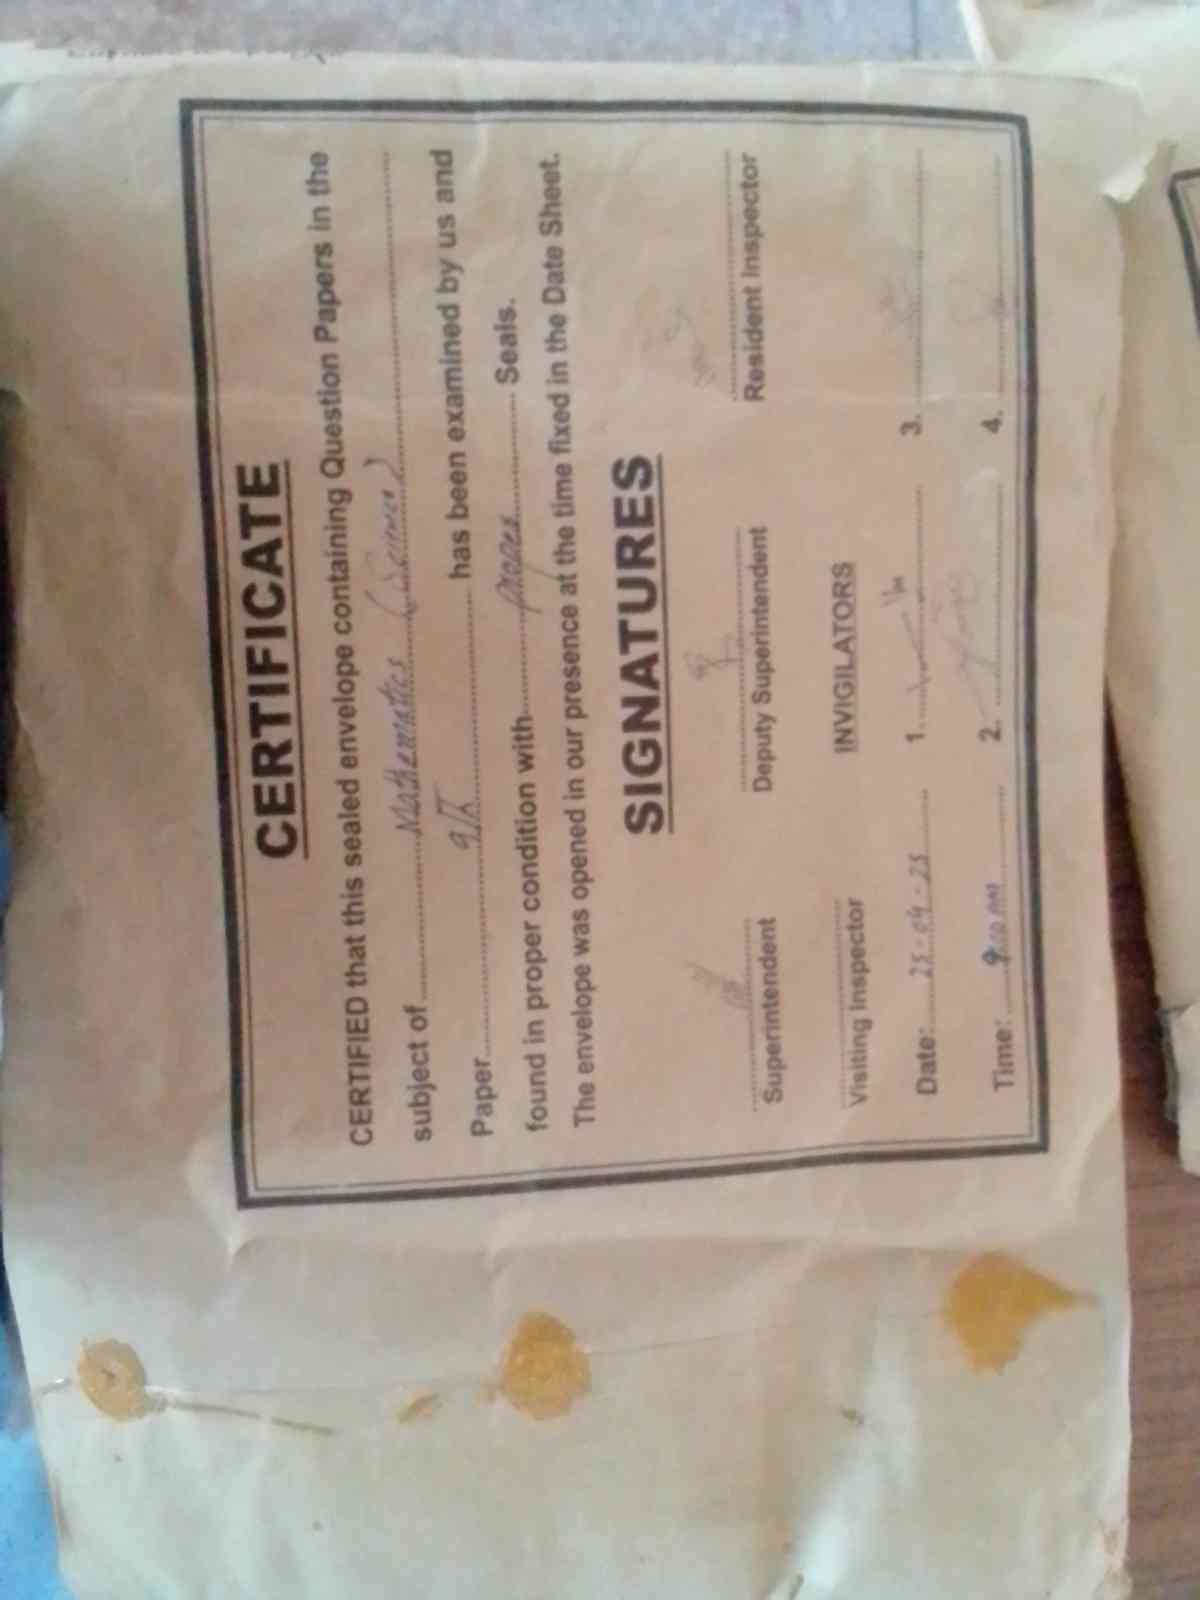 CERTIFICATE
CERTIFIED that this sealed envelope containing Question Papers in the
subject of Mathematics (Science)
Paper 9th has been examined by us and
found in proper condition with proper Seals.
The envelope was opened in our presence at the time fixed in the Date Sheet.
SIGNATURES
Superintendent Deputy Superintendent Resident Inspector
Visiting Inspector INVIGILATORS
Date: 25-04-25 1. 3.
Time: AM 2. 4.